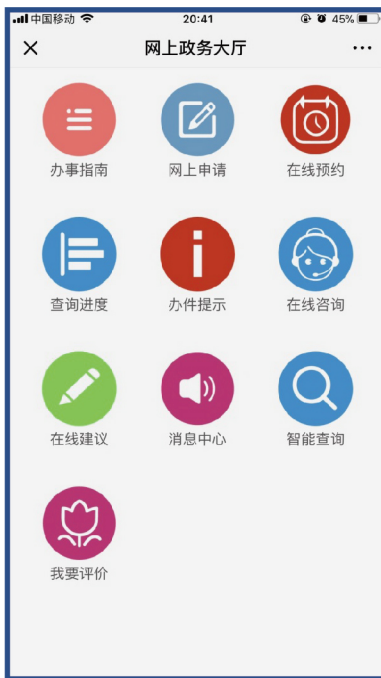 中国移动 20:41 45%
网上政务大厅
办事指南 网上申请 在线预约
查询进度 办件提示 在线咨询
在线建议 消息中心 智能查询
我要评价